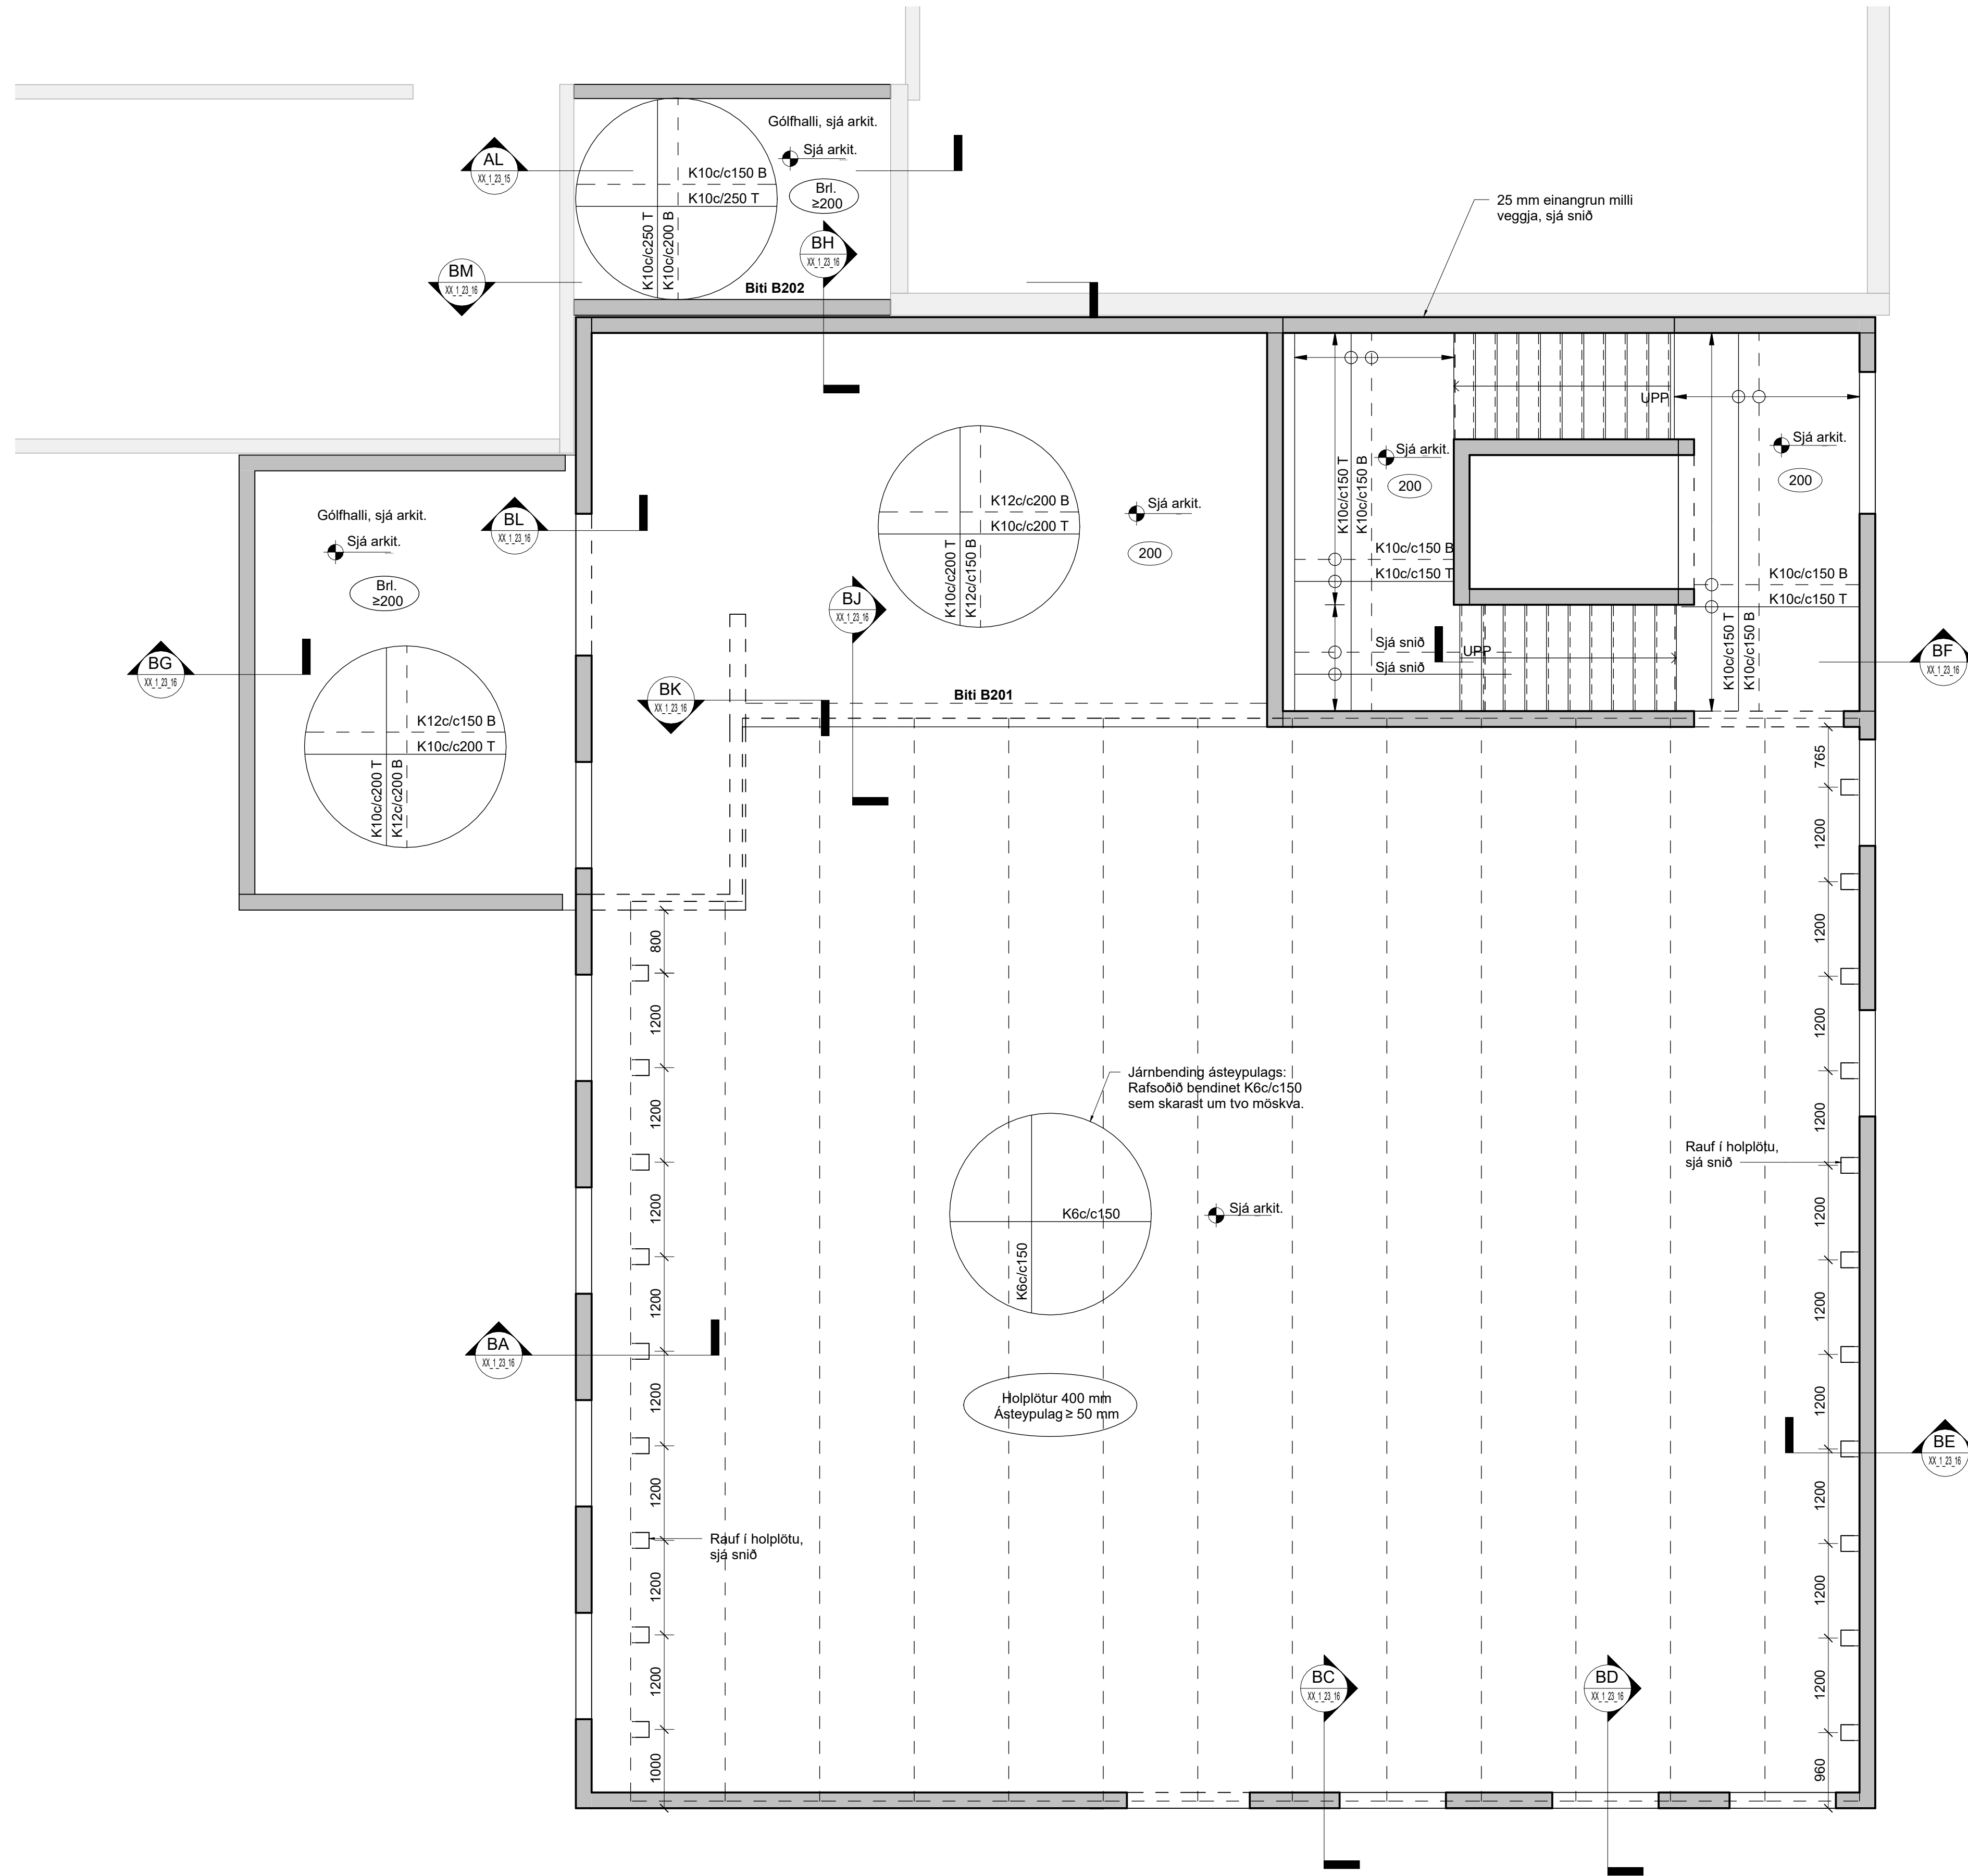 Gólfhalli, sjá arkit.
Sjá arkit.
AL
XX_1_23_15
K10c/c150 B
K10c/250 T
Brl.
≥200
K10c/c250 T
K10c/c200 B
25 mm einangrun milli
veggja, sjá snið
BH
XX_1_23_16
BM
XX_1_23_16
Biti B202
UPP
Sjá arkit.
200
K10c/c150 T
K10c/c150 B
Sjá arkit.
200
K10c/c150 B
K10c/c150 T
K10c/c150 B
K10c/c150 T
Sjá snið
Sjá snið
UPP
K10c/c150 T
K10c/c150 B
BF
XX_1_23_16
K12c/c200 B
K10c/c200 T
K10c/c200 T
K12c/c150 B
Sjá arkit.
200
Gólfhalli, sjá arkit.
Sjá arkit.
Brl.
≥200
BL
XX_1_23_16
BJ
XX_1_23_16
BG
XX_1_23_16
BK
XX_1_23_16
Biti B201
K12c/c150 B
K10c/c200 T
K10c/c200 T
K12c/c200 B
765
1200
1200
1200
1200
1200
1200
1200
1200
1200
1200
960
800
1200
1200
1200
1200
1200
1200
1200
1200
1000
Járnbending ásteypulags:
Rafsoðið bendinet K6c/c150
sem skarast um tvo möskva.
K6c/c150
K6c/c150
Sjá arkit.
Rauf í holplötu,
sjá snið
BA
XX_1_23_16
Holplötur 400 mm
Ásteypulag ≥ 50 mm
BE
XX_1_23_16
Rauf í holplötu,
sjá snið
BC
XX_1_23_16
BD
XX_1_23_16